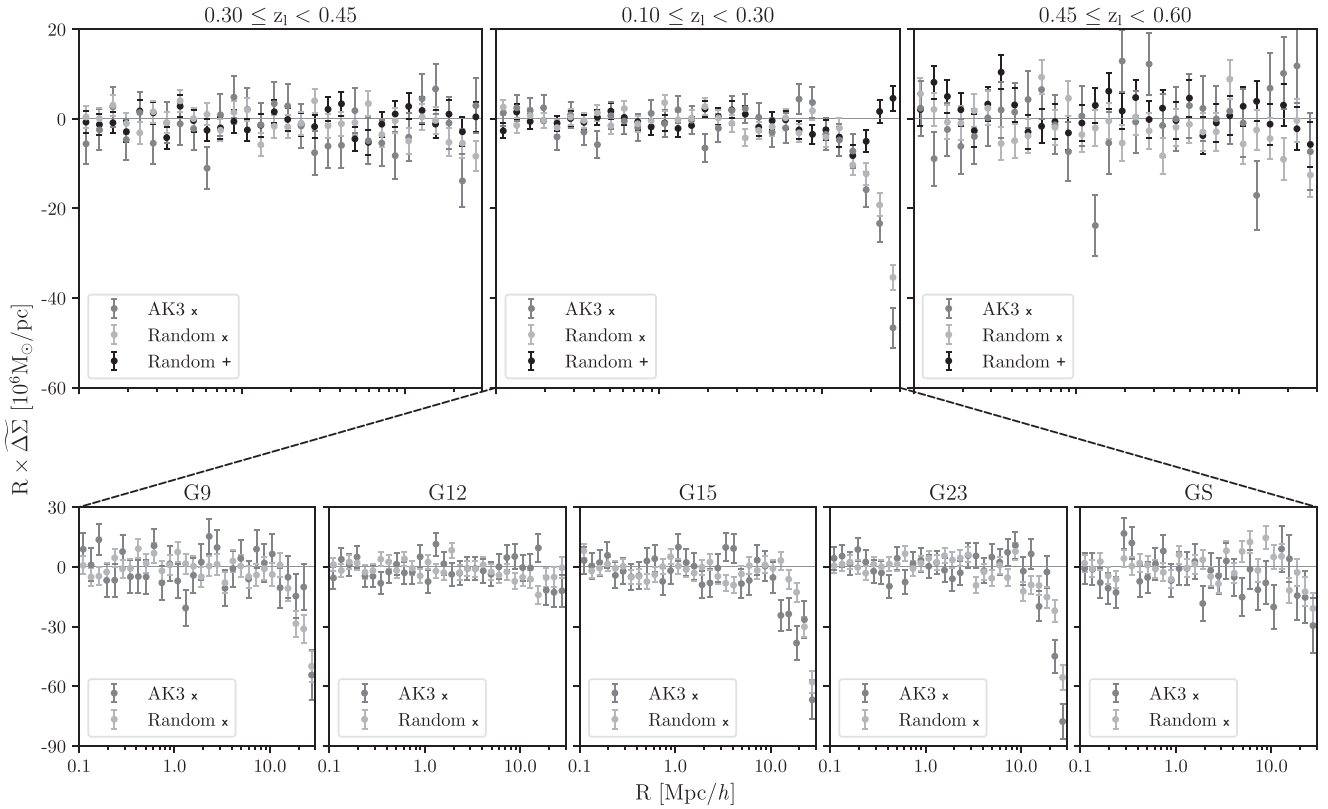 0.30 ≤ z_l < 0.45
0.10 ≤ z_l < 0.30
0.45 ≤ z_l < 0.60
20
0
-20
-40
-60
AK3 x
Random x
Random +
AK3 x
Random x
Random +
AK3 x
Random x
Random +
R × \widetilde{ΔΣ} [10⁶M_⊙/pc]
G9
G12
G15
G23
GS
30
0
-30
-60
-90
AK3 x
Random x
AK3 x
Random x
AK3 x
Random x
AK3 x
Random x
AK3 x
Random x
0.1 1.0 10.0
0.1 1.0 10.0
0.1 1.0 10.0
0.1 1.0 10.0
0.1 1.0 10.0
R [Mpc/h]